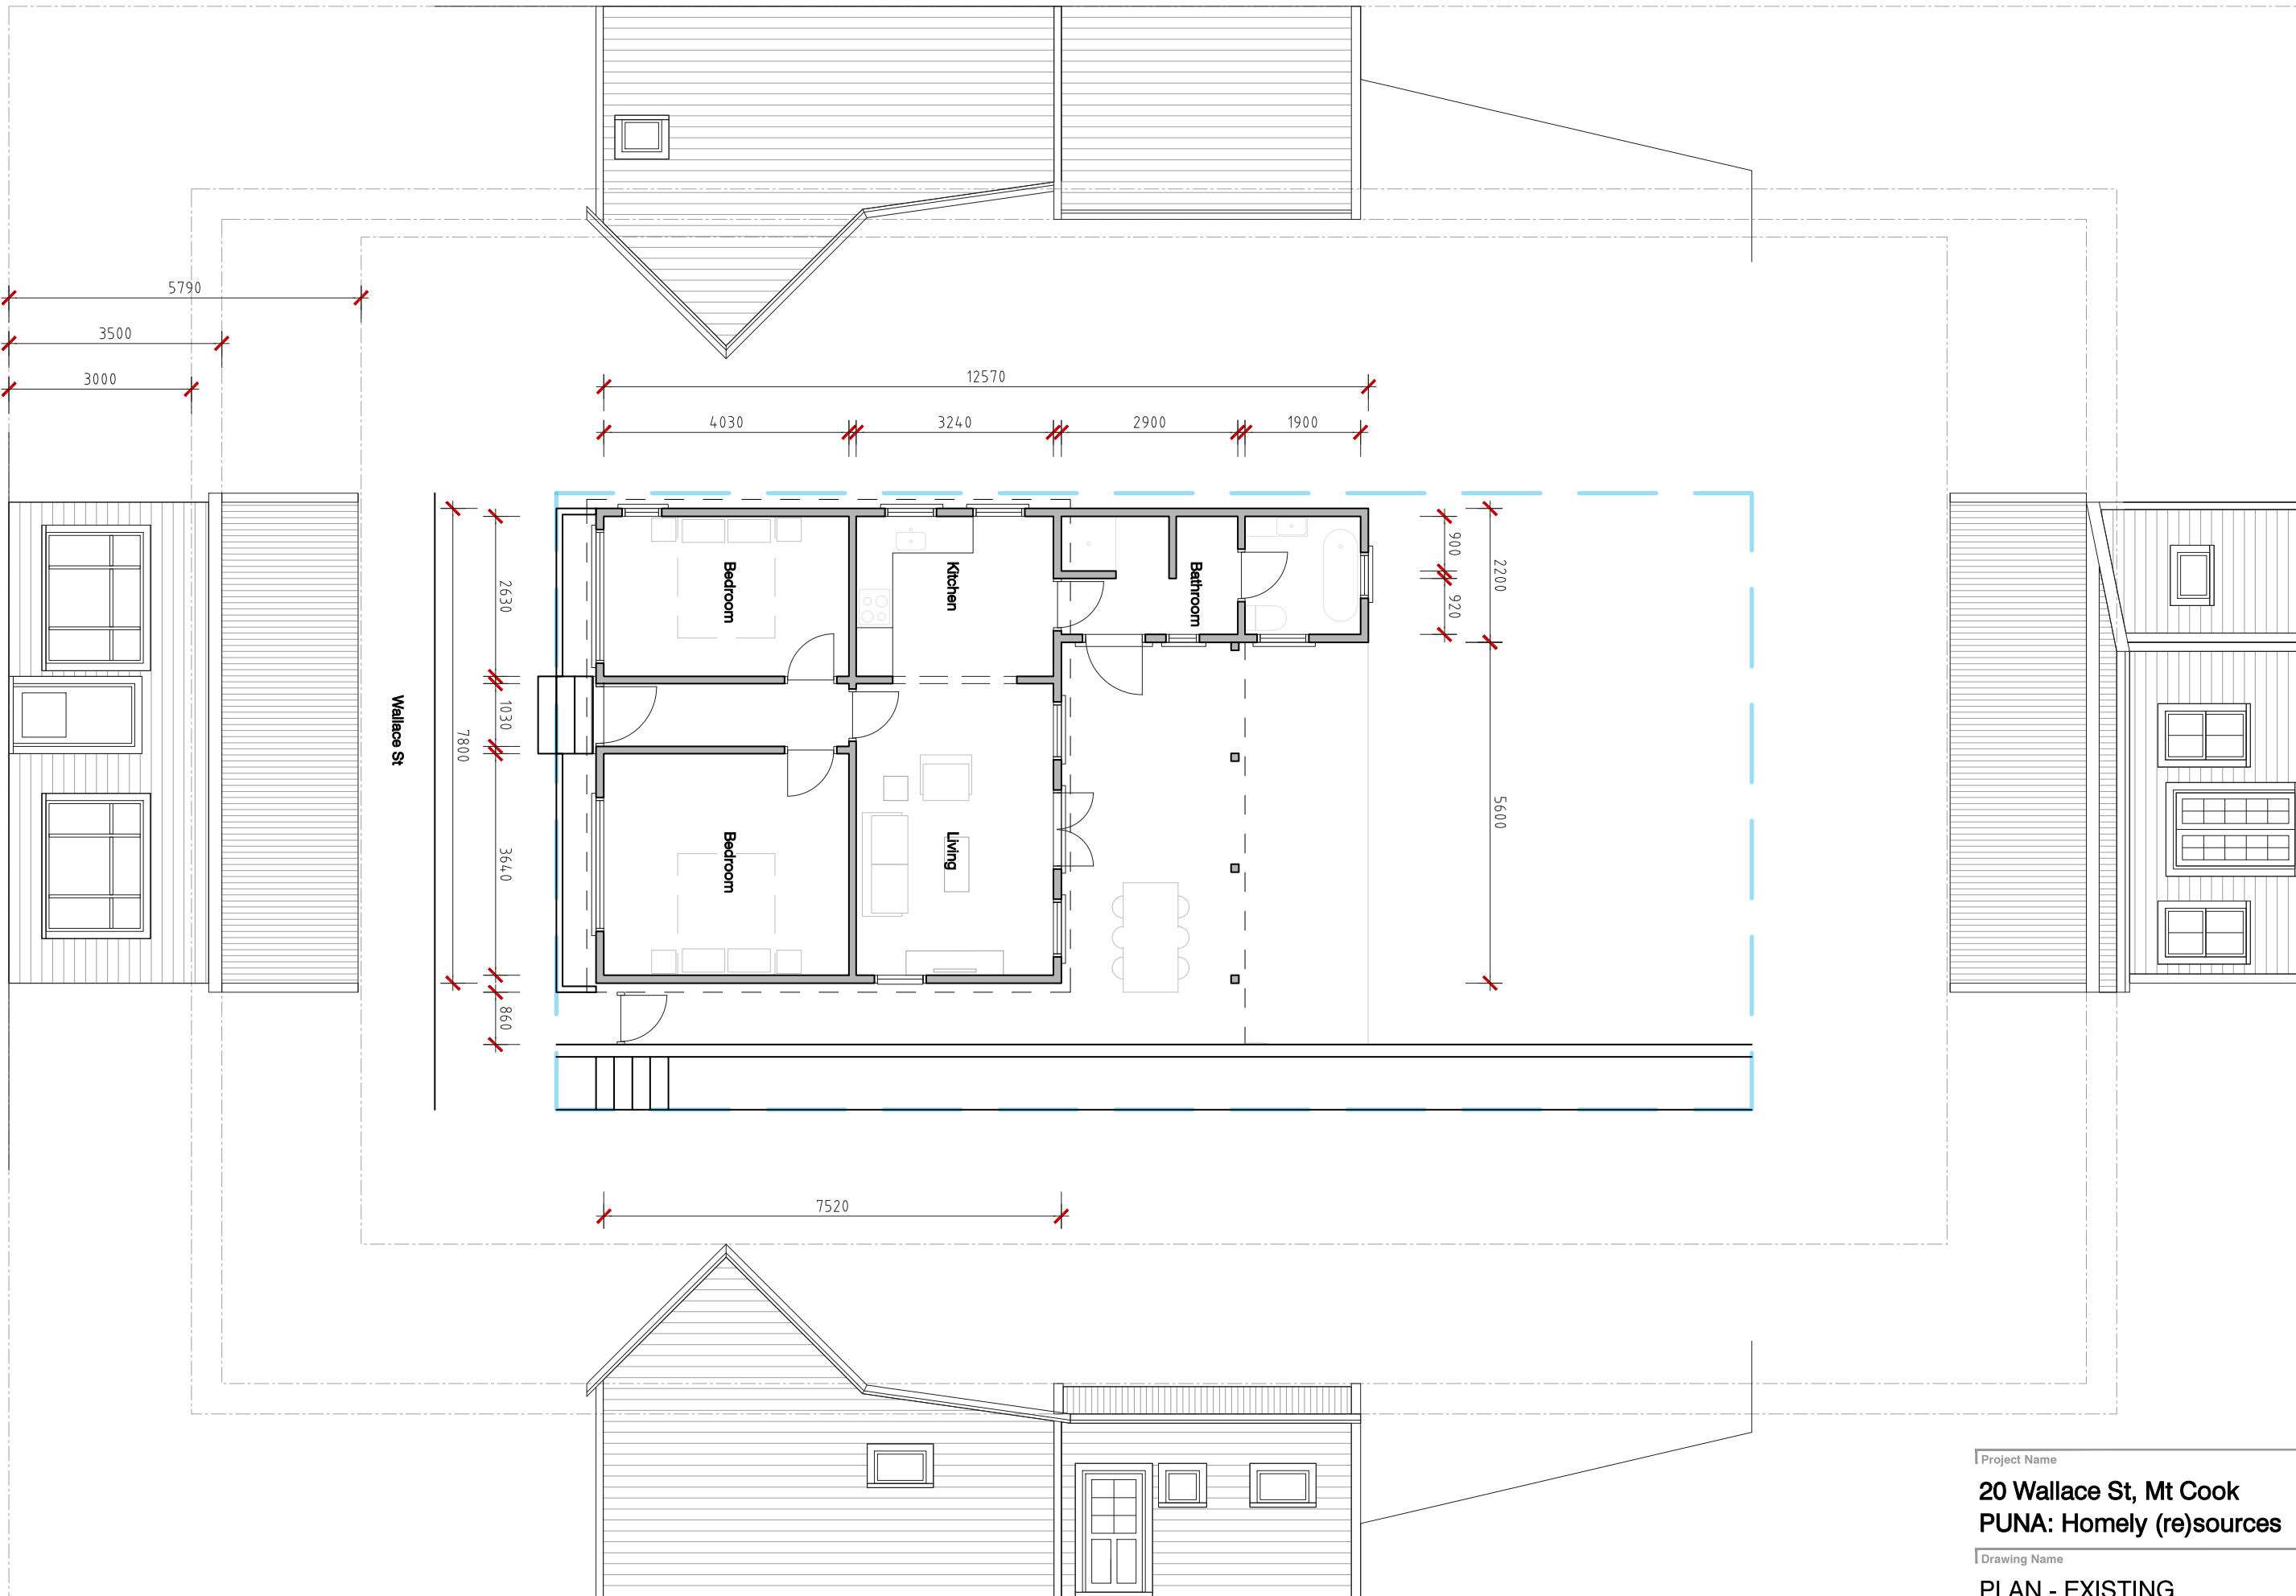 5790
3500
3000
12570
4030
3240
2900
1900
2630
1030
7800
3640
860
900
920
2200
5600
Wallace St
Bedroom
Kitchen
Bathroom
Bedroom
Living
7520
Project Name
20 Wallace St, Mt Cook
PUNA: Homely (re)sources
Drawing Name
PLAN - EXISTING